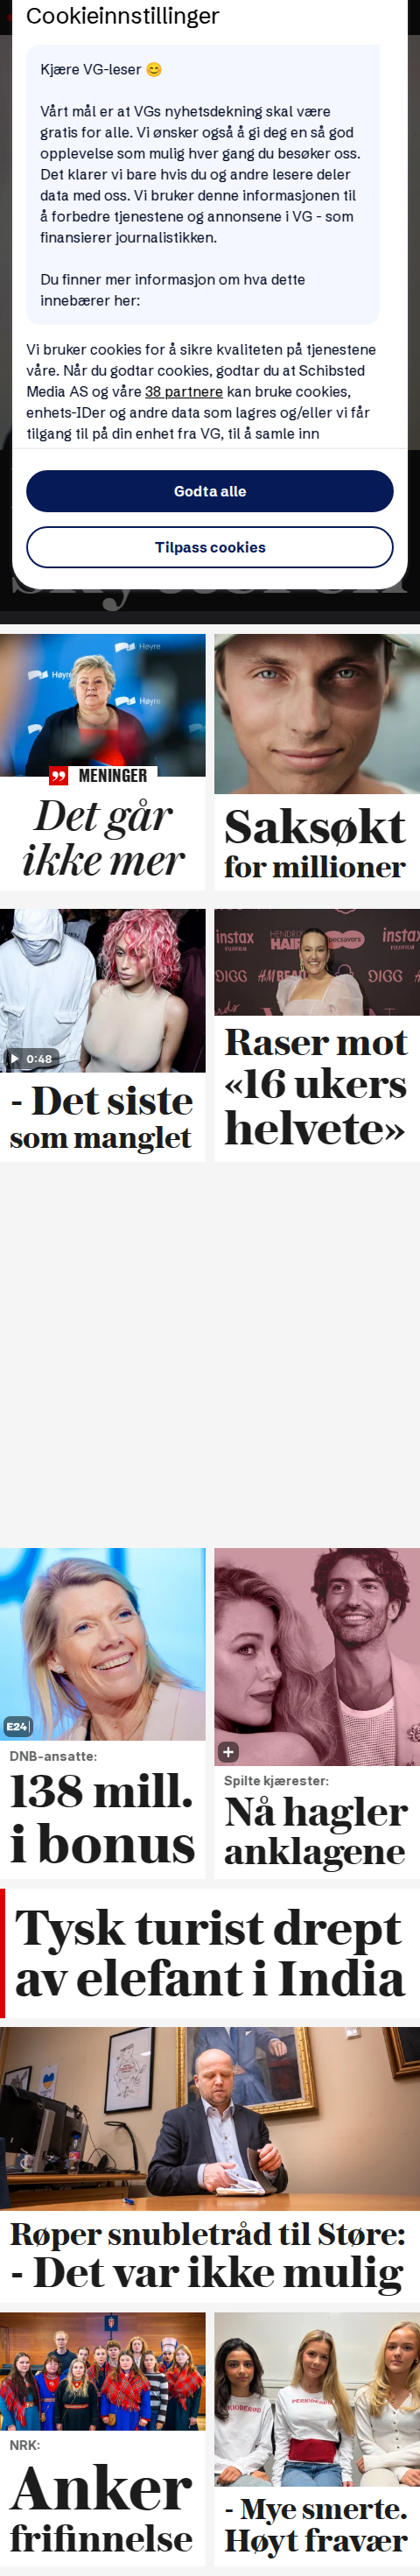 Cookieinnstillinger
Kjære VG-leser 😊
Vårt mål er at VGs nyhetsdekning skal være
gratis for alle. Vi ønsker også å gi deg en så god
opplevelse som mulig hver gang du besøker oss.
Det klarer vi bare hvis du og andre lesere deler
data med oss. Vi bruker denne informasjonen til
å forbedre tjenestene og annonsene i VG - som
finansierer journalistikken.
Du finner mer informasjon om hva dette
innebærer her:
Vi bruker cookies for å sikre kvaliteten på tjenestene
våre. Når du godtar cookies, godtar du at Schibsted
Media AS og våre 38 partnere kan bruke cookies,
enhets-IDer og andre data som lagres og/eller vi får
tilgang til på din enhet fra VG, til å samle inn
Godta alle
Tilpass cookies
Høyre
Høyre
Høyre
MENINGER
Det går
ikke mer
Saksøkt
for millioner
0:48
- Det siste
som manglet
instax
HAIR
specsavers
DIGG
DIGG
Raser mot
«16 ukers
helvete»
E24
DNB-ansatte:
138 mill.
i bonus
Spilte kjærester:
Nå hagler
anklagene
Tysk turist drept
av elefant i India
Røper snubletråd til Støre:
- Det var ikke mulig
NRK:
Anker
frifinnelse
- Mye smerte.
Høyt fravær